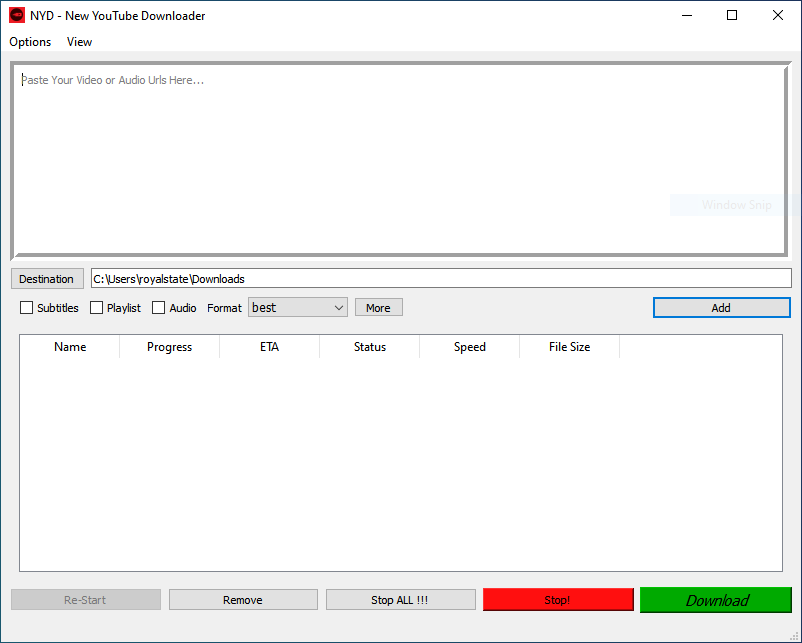 NYD - New YouTube Downloader
Options View
Paste Your Video or Audio Urls Here...
Window Snip
Destination C:\Users\royalstate\Downloads
Subtitles Playlist Audio Format best More Add
Name Progress ETA Status Speed File Size
Re-Start Remove Stop ALL !!! Stop! Download